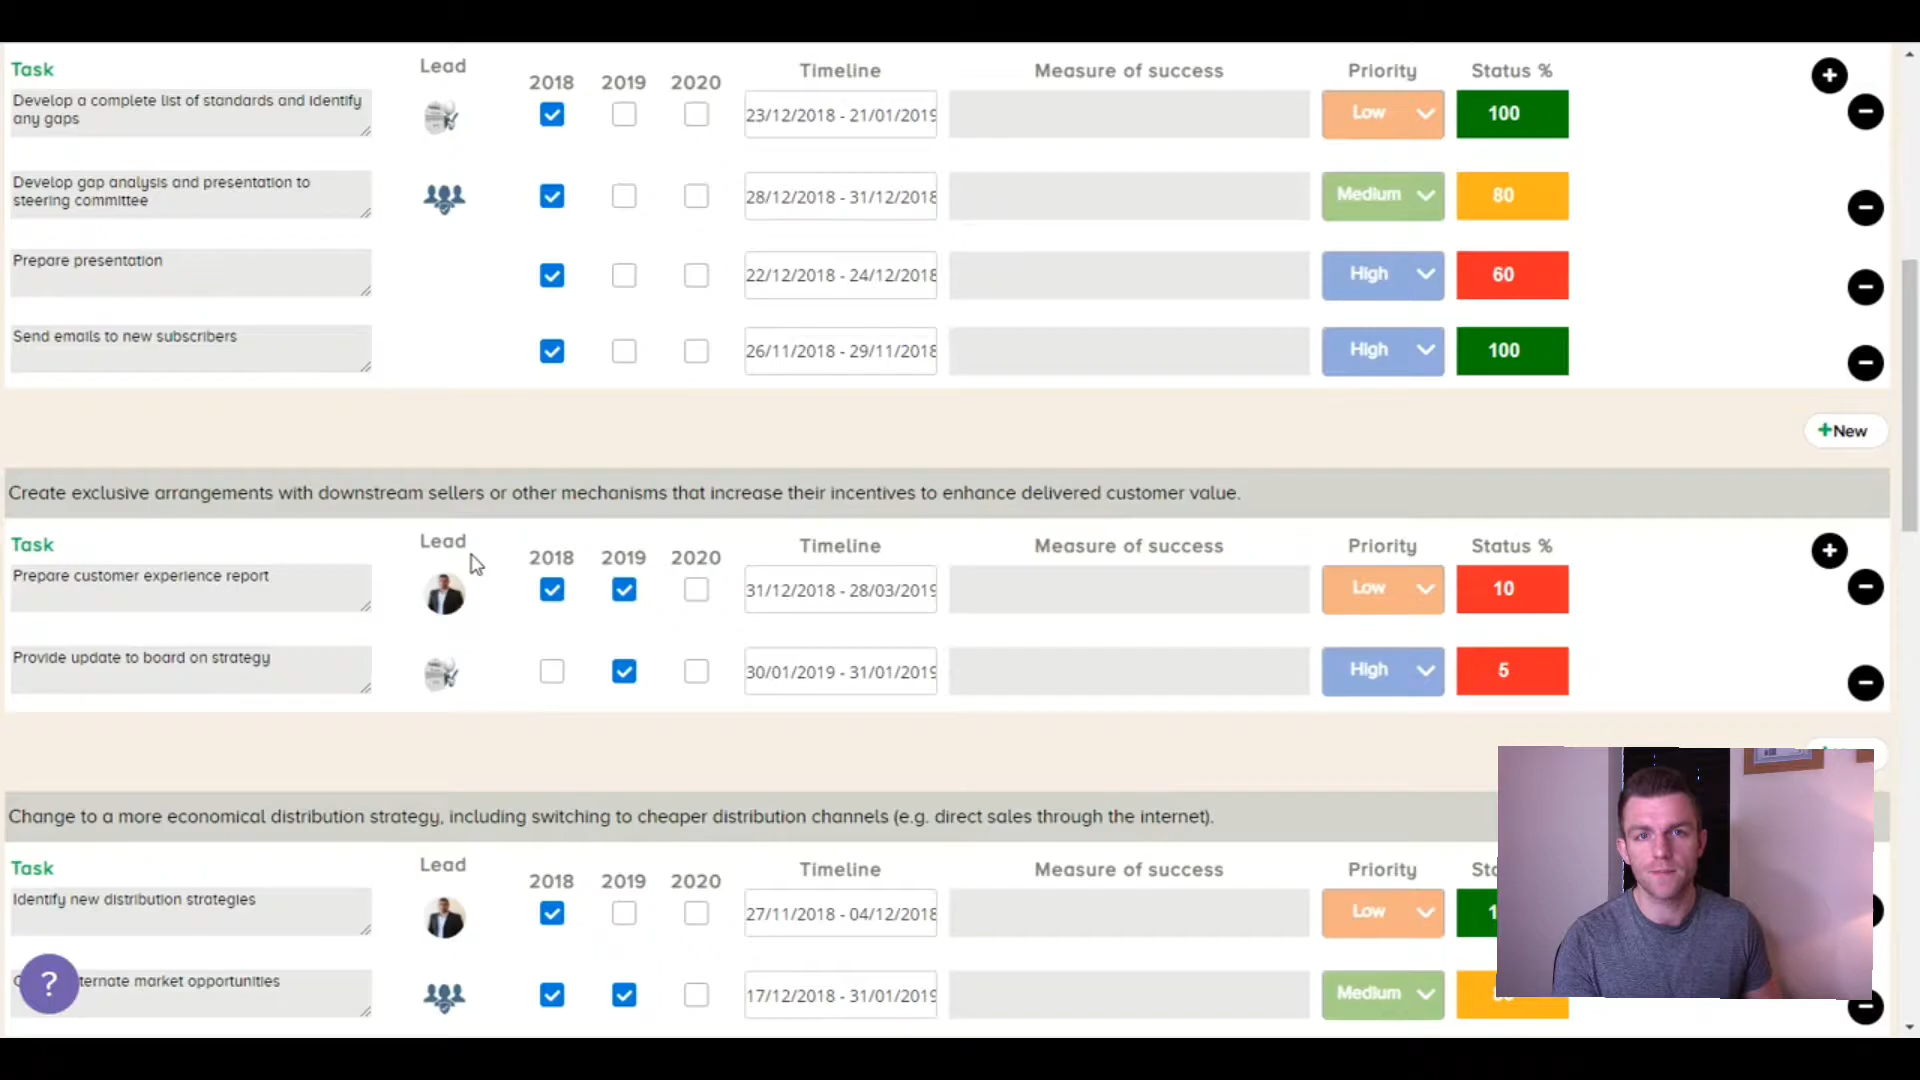 Task Lead 2018 2019 2020 Timeline Measure of success Priority Status %
Develop a complete list of standards and identify
any gaps
23/12/2018 - 21/01/2019 Low 100
Develop gap analysis and presentation to
steering committee
28/12/2018 - 31/12/2018 Medium 80
Prepare presentation 22/12/2018 - 24/12/2018 High 60
Send emails to new subscribers 26/11/2018 - 29/11/2018 High 100
+New
Create exclusive arrangements with downstream sellers or other mechanisms that increase their incentives to enhance delivered customer value.
Task Lead 2018 2019 2020 Timeline Measure of success Priority Status %
Prepare customer experience report 31/12/2018 - 28/03/2019 Low 10
Provide update to board on strategy 30/01/2019 - 31/01/2019 High 5
Change to a more economical distribution strategy, including switching to cheaper distribution channels (e.g. direct sales through the internet).
Task Lead 2018 2019 2020 Timeline Measure of success Priority
Identify new distribution strategies 27/11/2018 - 04/12/2018 Low
? market opportunities 17/12/2018 - 31/01/2019 Medium